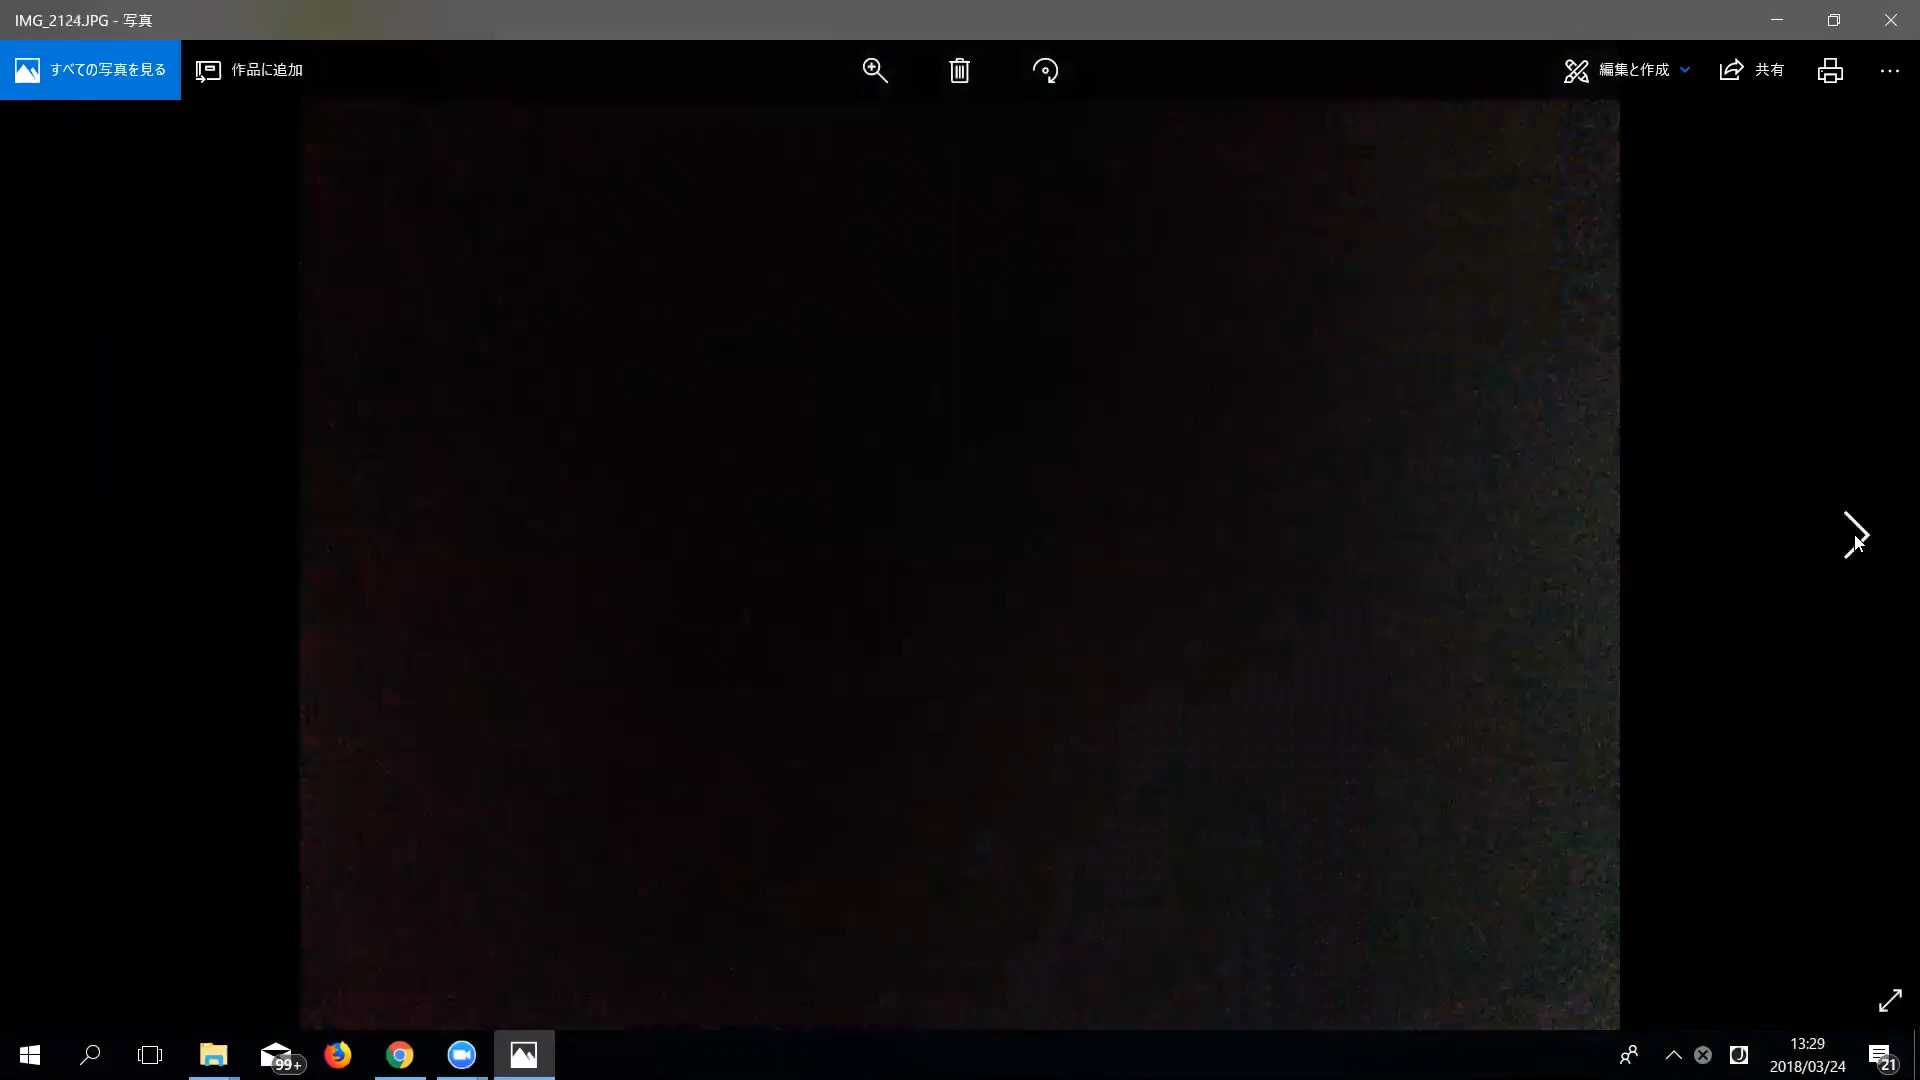 IMG_2124.JPG - 写真
すべての写真を見る
作品に追加
編集と作成
共有
99+
13:29
2018/03/24
21